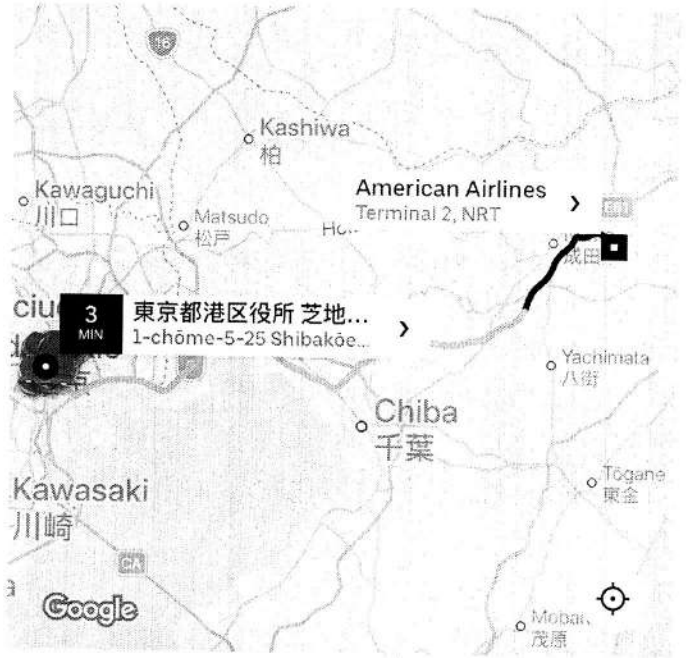 16
Kashiwa
柏
Kawaguchi
川口
Matsudo
松戸
American Airlines
Terminal 2, NRT
成田
3
MIN
東京都港区役所 芝地...
1-chōme-5-25 Shibakōe...
Yachimata
八街
Chiba
千葉
Tōgane
東金
Kawasaki
川崎
CA
Google
茂原